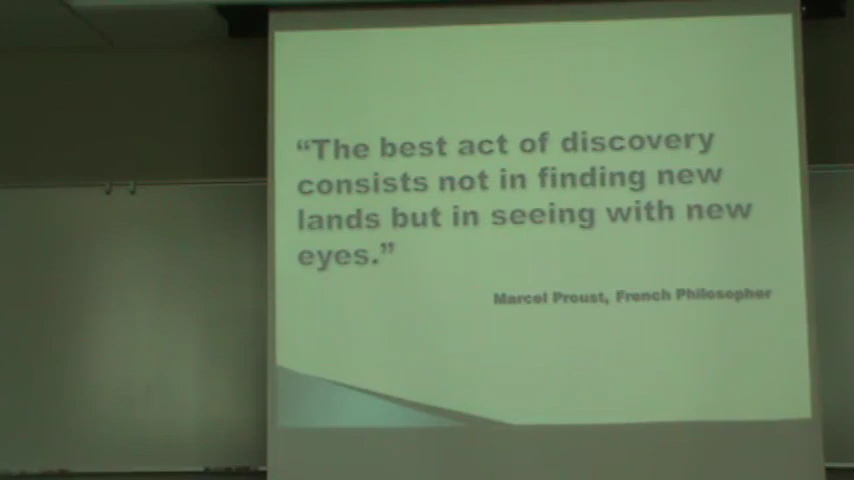 “The best act of discovery
consists not in finding new
lands but in seeing with new
eyes.”
Marcel Proust, French Philosopher